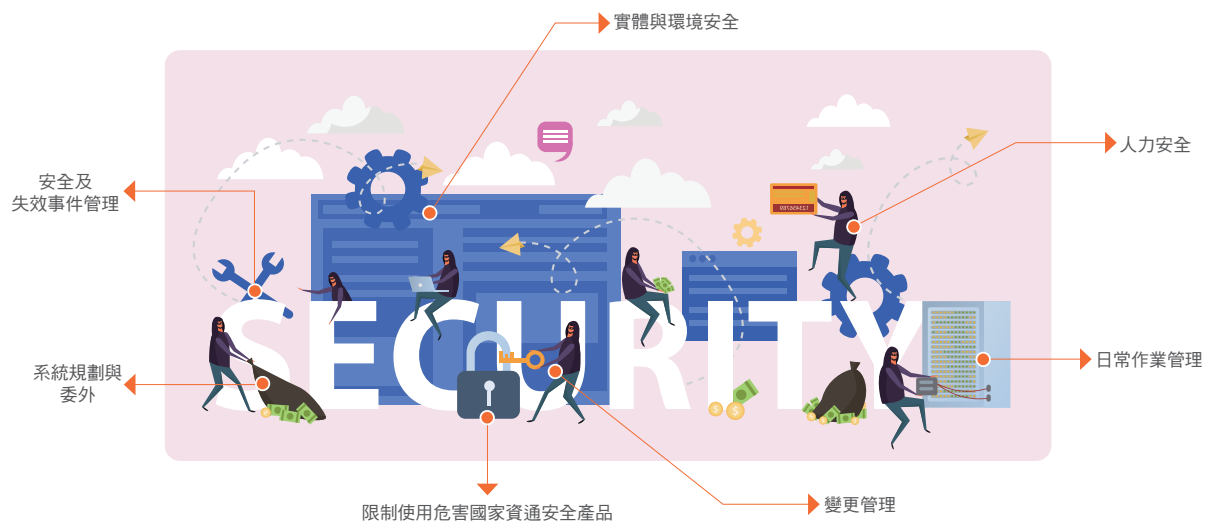 實體與環境安全
人力安全
安全及
失效事件管理
123456789
SECURITY
日常作業管理
系統規劃與
委外
$
$
$
$
$
$
限制使用危害國家資通安全產品
變更管理